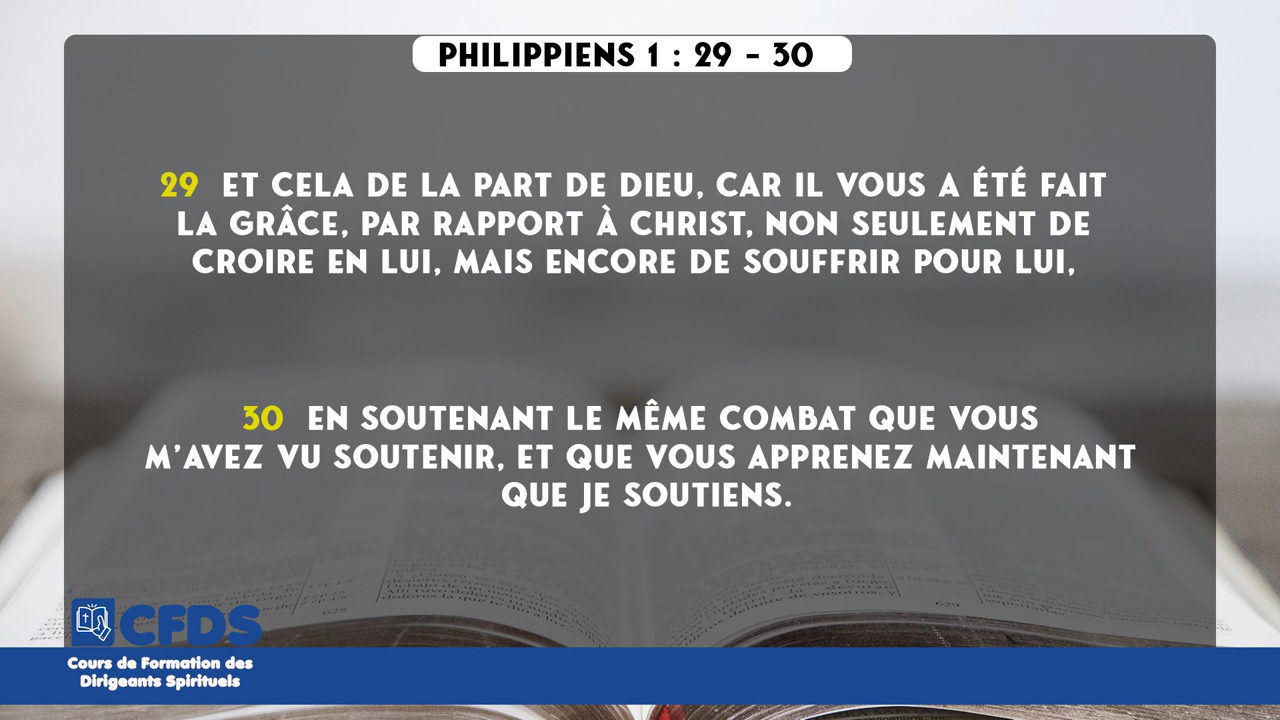 PHILIPPIENS 1 : 29 - 30
29 ET CELA DE LA PART DE DIEU, CAR IL VOUS A ÉTÉ FAIT
LA GRÂCE, PAR RAPPORT À CHRIST, NON SEULEMENT DE
CROIRE EN LUI, MAIS ENCORE DE SOUFFRIR POUR LUI,
30 EN SOUTENANT LE MÊME COMBAT QUE VOUS
M'AVEZ VU SOUTENIR, ET QUE VOUS APPRENEZ MAINTENANT
QUE JE SOUTIENS.
628
629
CFDS
Cours de Formation des
Dirigeants Spirituels